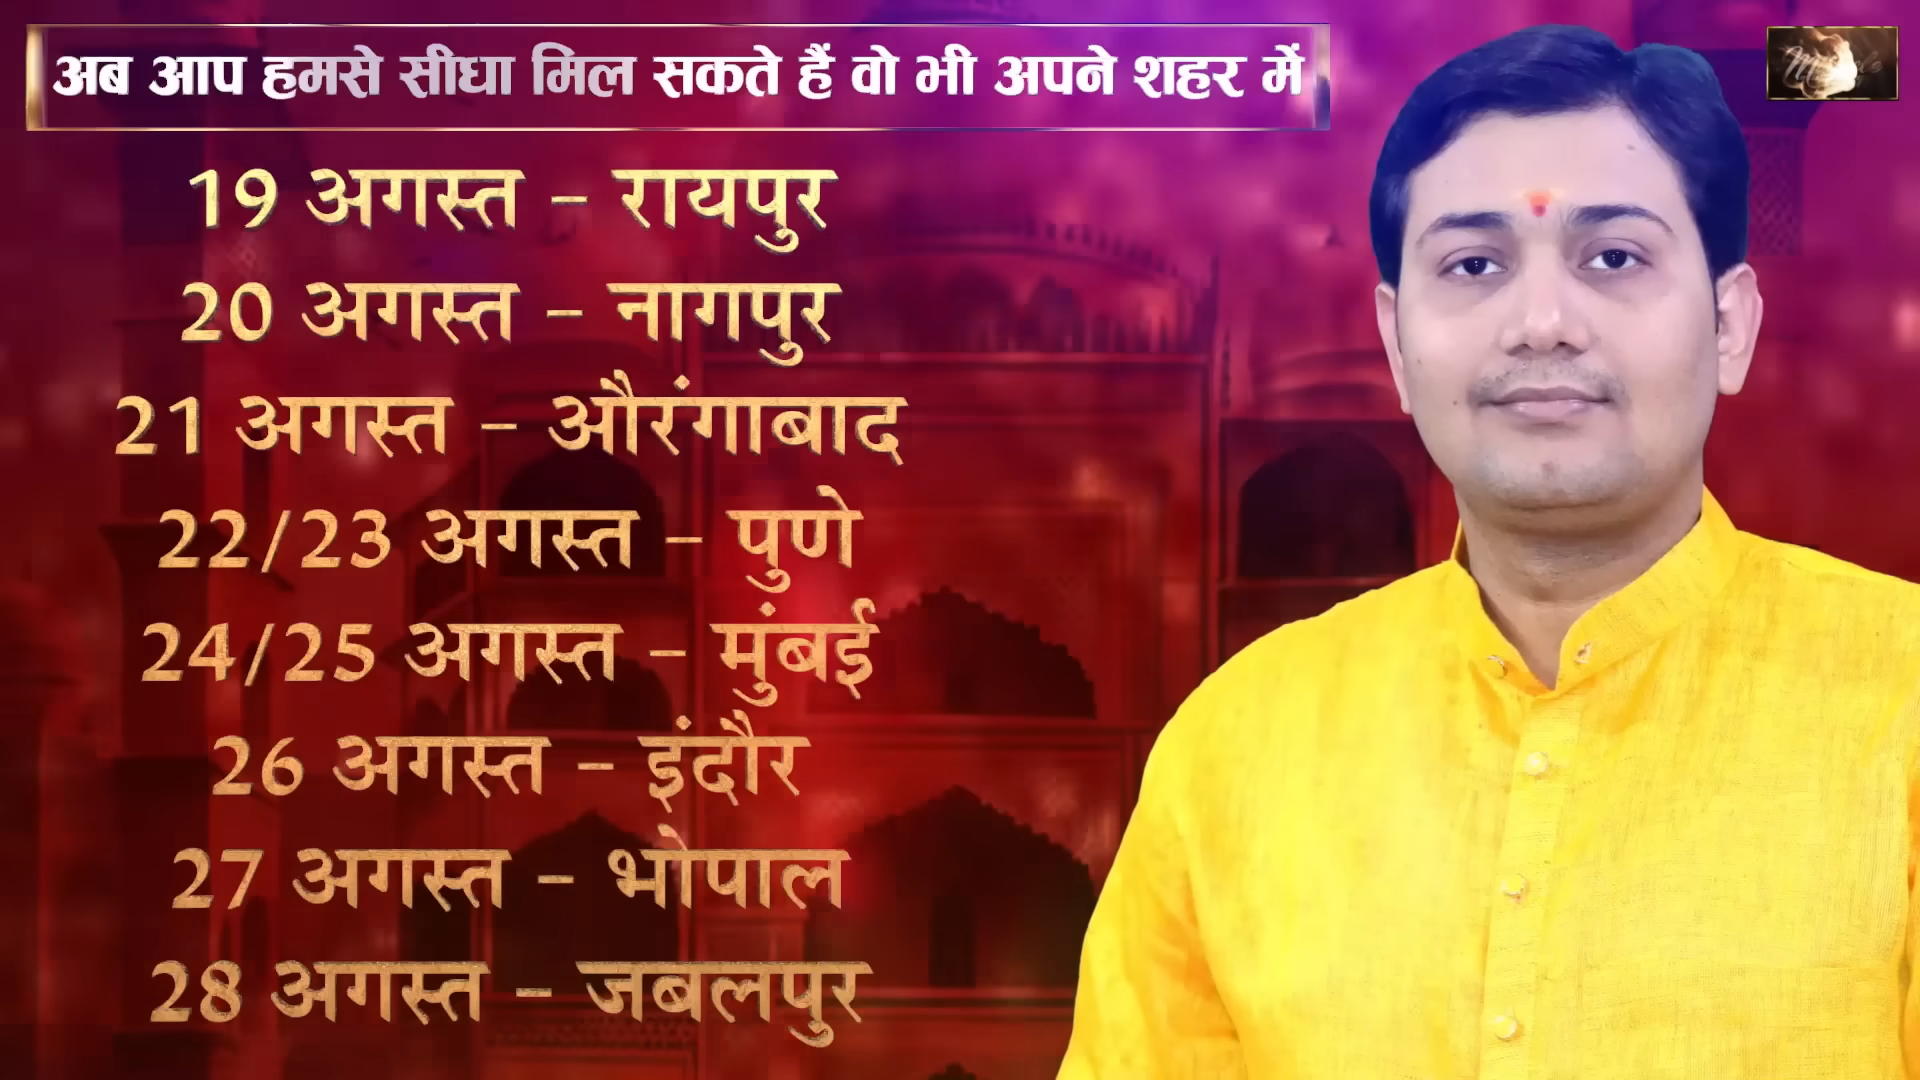 अब आप हमसे सीधा मिल सकते हैं वो भी अपने शहर में
19 अगस्त - रायपुर
20 अगस्त - नागपुर
21 अगस्त - औरंगाबाद
22/23 अगस्त - पुणे
24/25 अगस्त - मुंबई
26 अगस्त - इंदौर
27 अगस्त - भोपाल
28 अगस्त - जबलपुर